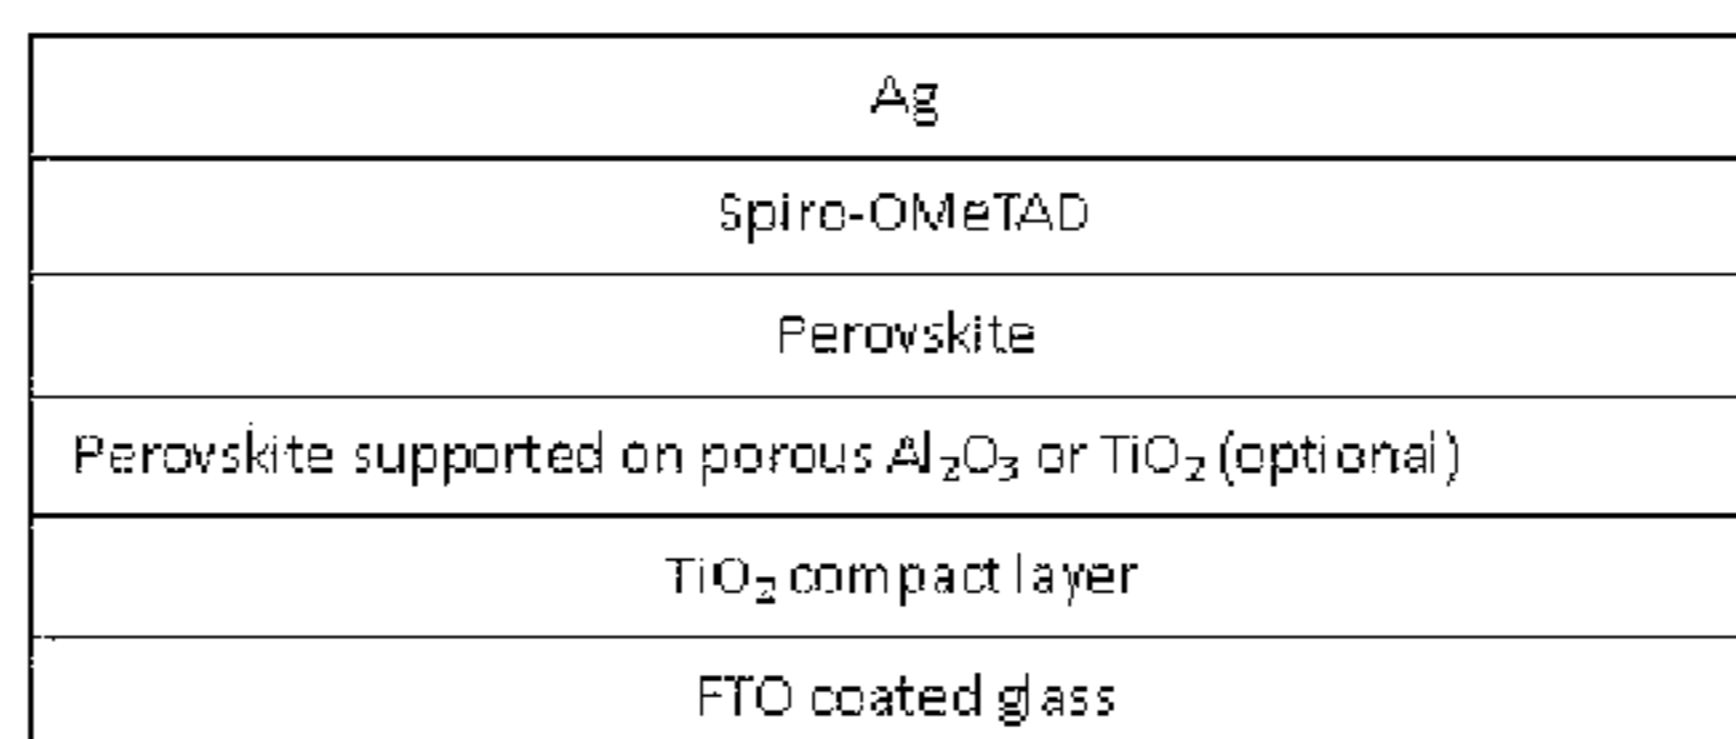 Ag
Spiro-OMeTAD
Perovskite
Perovskite supported on porous Al₂O₃ or TiO₂ (optional)
TiO₂ compact layer
FTO coated glass